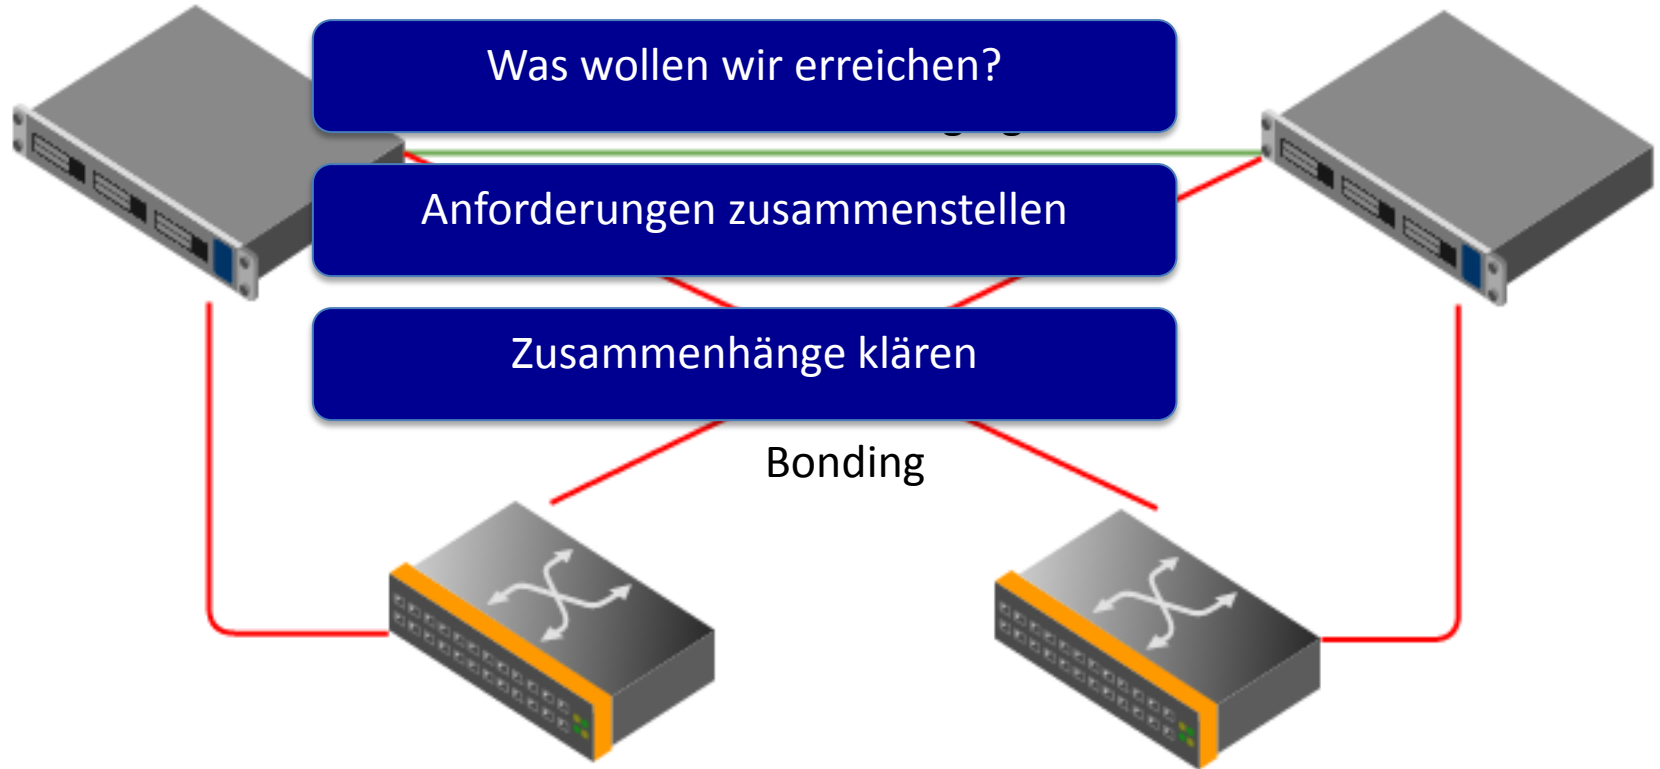 Was wollen wir erreichen?
Anforderungen zusammenstellen
Zusammenhänge klären
Bonding